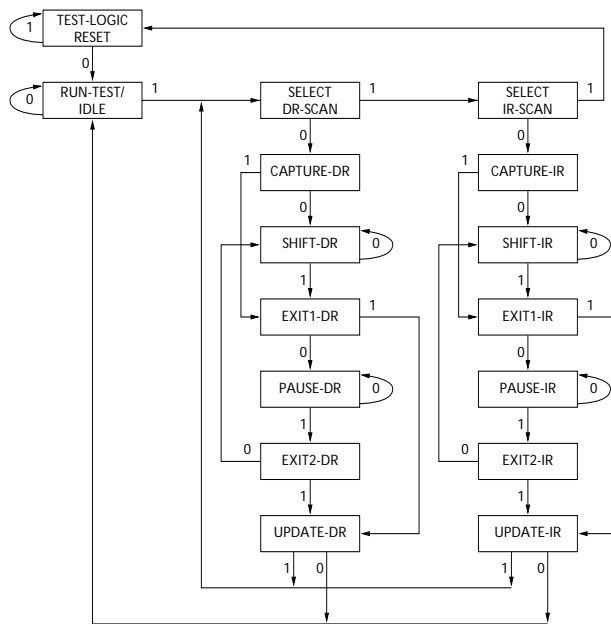 1
TEST-LOGIC
RESET
0
0
RUN-TEST/
IDLE
1
SELECT
DR-SCAN
1
SELECT
IR-SCAN
1
0
0
1
CAPTURE-DR
1
CAPTURE-IR
0
0
SHIFT-DR
0
SHIFT-IR
0
1
1
EXIT1-DR
1
EXIT1-IR
1
0
0
PAUSE-DR
0
PAUSE-IR
0
1
1
0
EXIT2-DR
0
EXIT2-IR
1
1
UPDATE-DR
UPDATE-IR
1
0
1
0